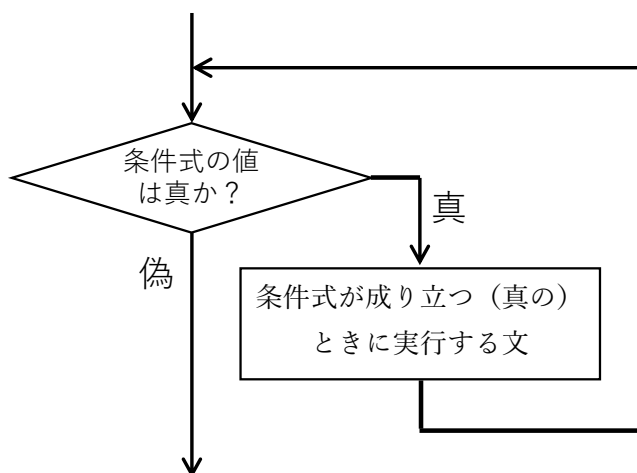 条件式の値
は真か？
真
偽
条件式が成り立つ（真の）
ときに実行する文